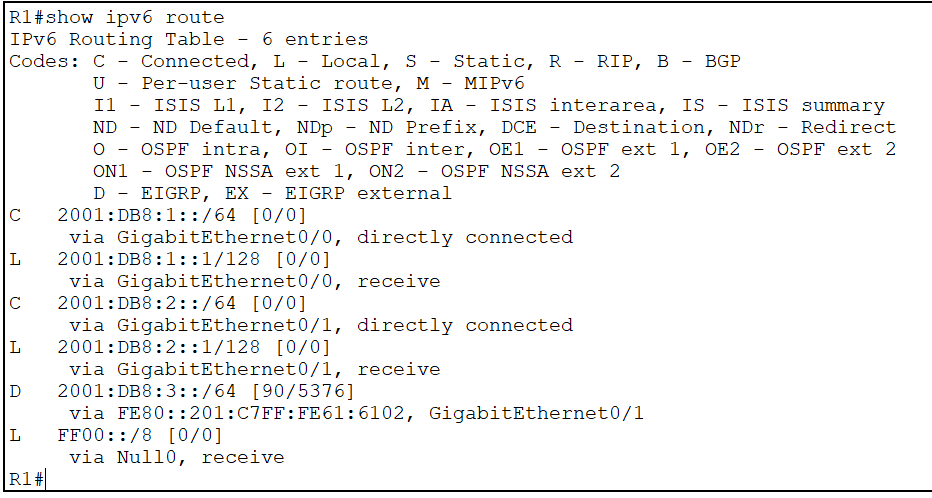 R1#show ipv6 route
IPv6 Routing Table - 6 entries
Codes: C - Connected, L - Local, S - Static, R - RIP, B - BGP
U - Per-user Static route, M - MIPv6
I1 - ISIS L1, I2 - ISIS L2, IA - ISIS interarea, IS - ISIS summary
ND - ND Default, NDp - ND Prefix, DCE - Destination, NDr - Redirect
O - OSPF intra, OI - OSPF inter, OE1 - OSPF ext 1, OE2 - OSPF ext 2
ON1 - OSPF NSSA ext 1, ON2 - OSPF NSSA ext 2
D - EIGRP, EX - EIGRP external
C 2001:DB8:1::/64 [0/0]
via GigabitEthernet0/0, directly connected
L 2001:DB8:1::1/128 [0/0]
via GigabitEthernet0/0, receive
C 2001:DB8:2::/64 [0/0]
via GigabitEthernet0/1, directly connected
L 2001:DB8:2::1/128 [0/0]
via GigabitEthernet0/1, receive
D 2001:DB8:3::/64 [90/5376]
via FE80::201:C7FF:FE61:6102, GigabitEthernet0/1
L FF00::/8 [0/0]
via Null0, receive
R1#